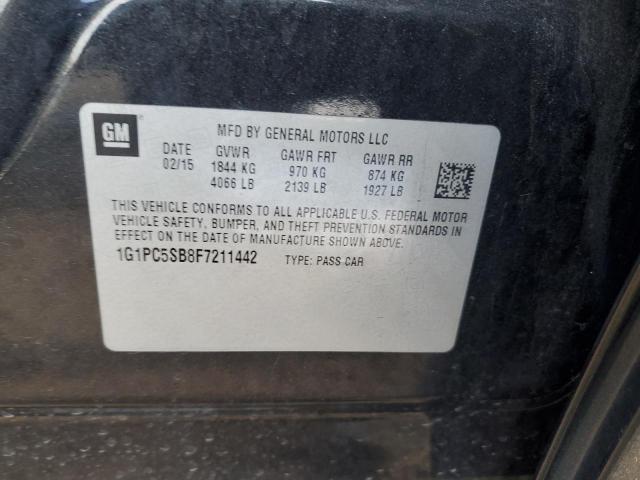 GM ®
MFD BY GENERAL MOTORS LLC
DATE GVWR GAWR FRT GAWR RR
02/15 1844 KG 970 KG 874 KG
4066 LB 2139 LB 1927 LB
THIS VEHICLE CONFORMS TO ALL APPLICABLE U.S. FEDERAL MOTOR
VEHICLE SAFETY, BUMPER, AND THEFT PREVENTION STANDARDS IN
EFFECT ON THE DATE OF MANUFACTURE SHOWN ABOVE.
1G1PC5SB8F7211442 TYPE: PASS CAR